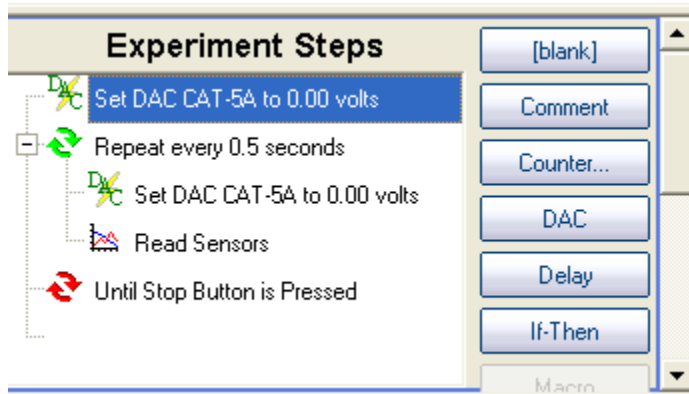 Experiment Steps
Set DAC CAT-5A to 0.00 volts
Repeat every 0.5 seconds
Set DAC CAT-5A to 0.00 volts
Read Sensors
Until Stop Button is Pressed
[blank]
Comment
Counter...
DAC
Delay
If-Then
Macro